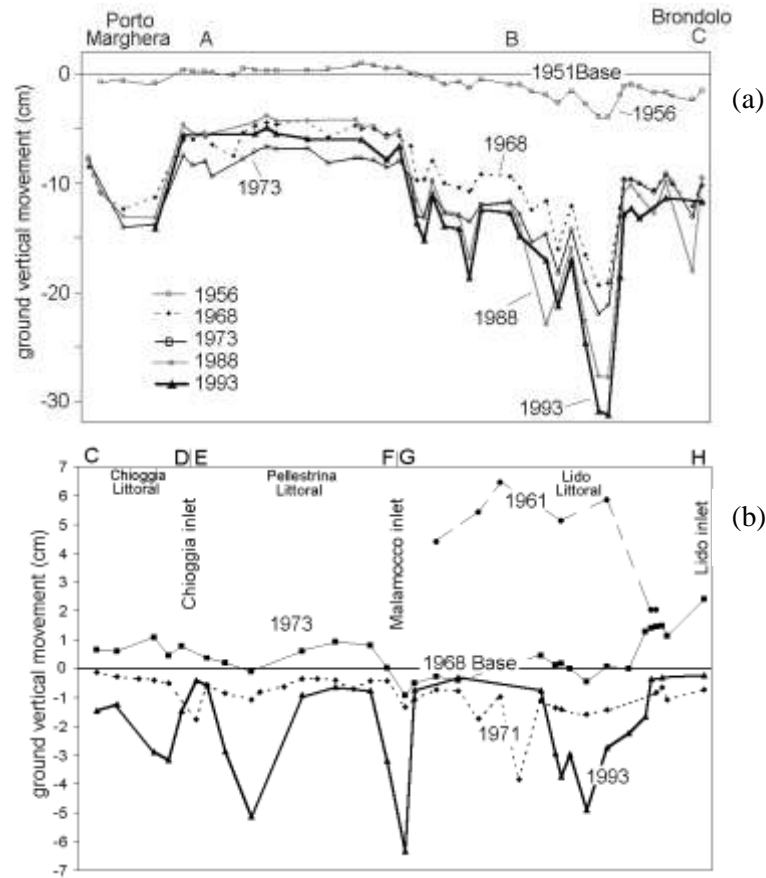 Porto
Marghera
A
B
Brondolo
C
(a)
ground vertical movement (cm)
0
-10
-20
-30
1951Base
1956
1968
1973
1988
1993
1956
1968
1973
1988
1993
C
D
E
F
G
H
Chioggia
Littoral
Pellestrina
Littoral
Lido
Littoral
(b)
ground vertical movement (cm)
7
6
5
4
3
2
1
0
-1
-2
-3
-4
-5
-6
-7
Chioggia inlet
Malamocco inlet
Lido inlet
1961
1973
1968 Base
1971
1993